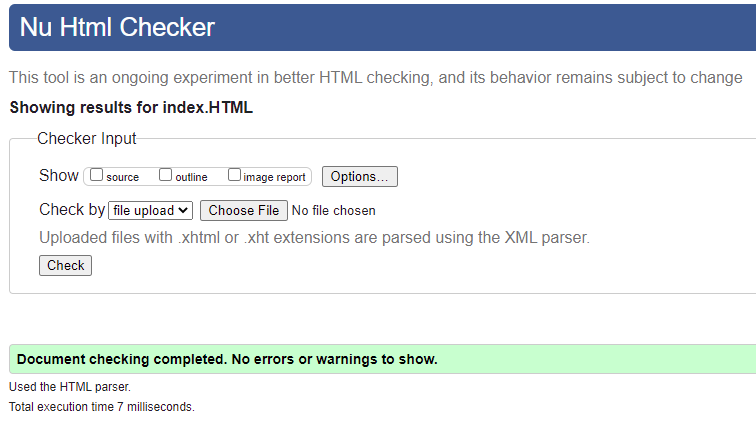 Nu Html Checker
This tool is an ongoing experiment in better HTML checking, and its behavior remains subject to change
Showing results for index.HTML
Checker Input
Show source outline image report Options...
Check by file upload Choose File No file chosen
Uploaded files with .xhtml or .xht extensions are parsed using the XML parser.
Check
Document checking completed. No errors or warnings to show.
Used the HTML parser.
Total execution time 7 milliseconds.